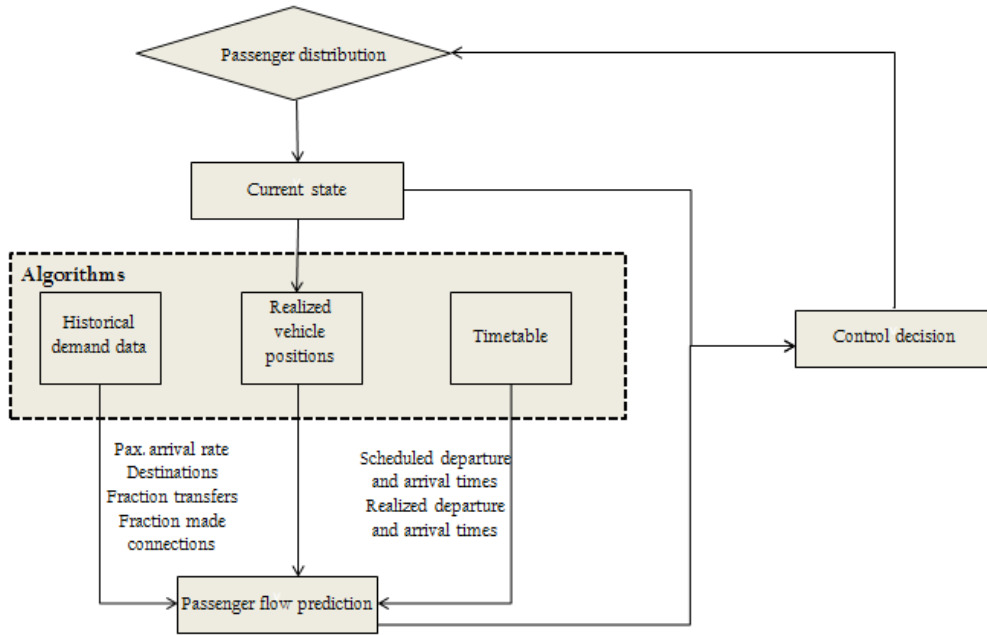 Passenger distribution
Current state
Algorithms
Historical
demand data
Realized
vehicle
positions
Timetable
Control decision
Pax. arrival rate
Destinations
Fraction transfers
Fraction made
connections
Scheduled departure
and arrival times
Realized departure
and arrival times
Passenger flow prediction